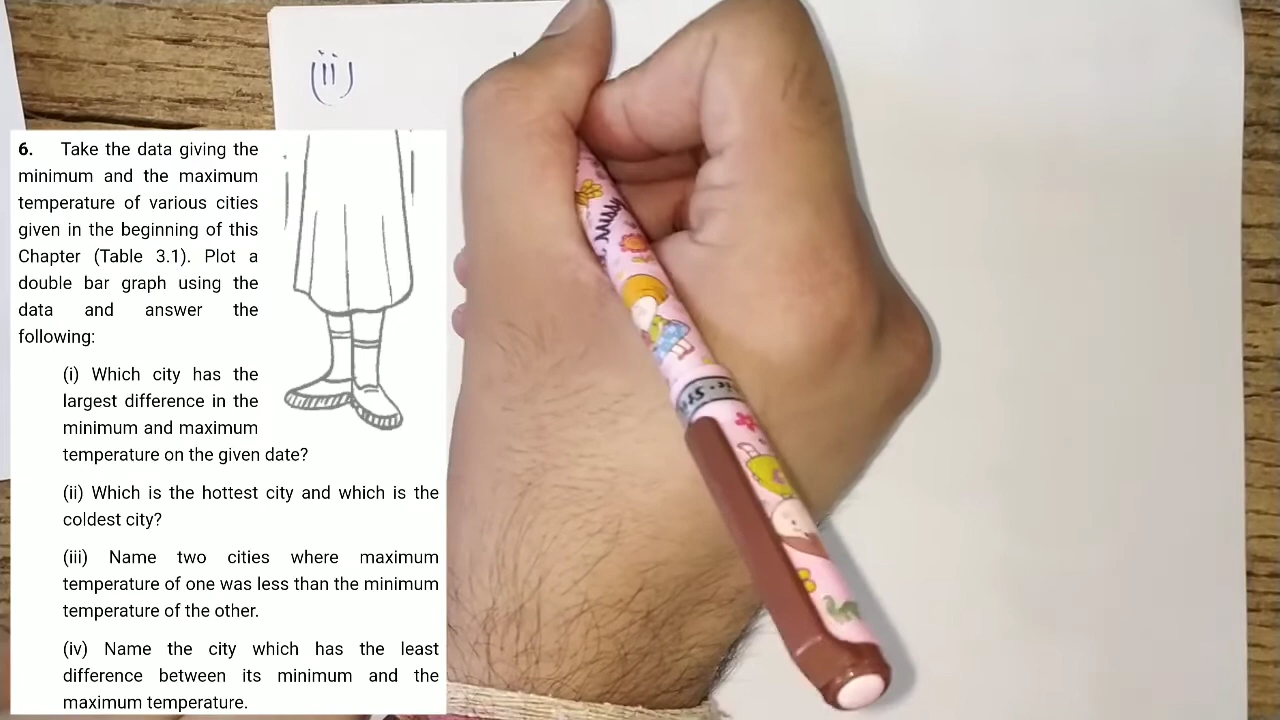 (ii)
6. Take the data giving the
minimum and the maximum
temperature of various cities
given in the beginning of this
Chapter (Table 3.1). Plot a
double bar graph using the
data and answer the
following:
(i) Which city has the
largest difference in the
minimum and maximum
temperature on the given date?
(ii) Which is the hottest city and which is the
coldest city?
(iii) Name two cities where maximum
temperature of one was less than the minimum
temperature of the other.
(iv) Name the city which has the least
difference between its minimum and the
maximum temperature.